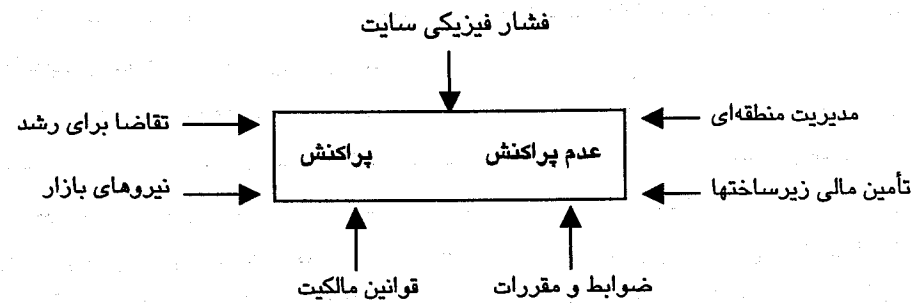 فشار فیزیکی سایت
مدیریت منطقه‌ای
تقاضا برای رشد
عدم پراکنش
پراکنش
تأمین مالی زیرساختها
نیروهای بازار
ضوابط و مقررات
قوانین مالکیت